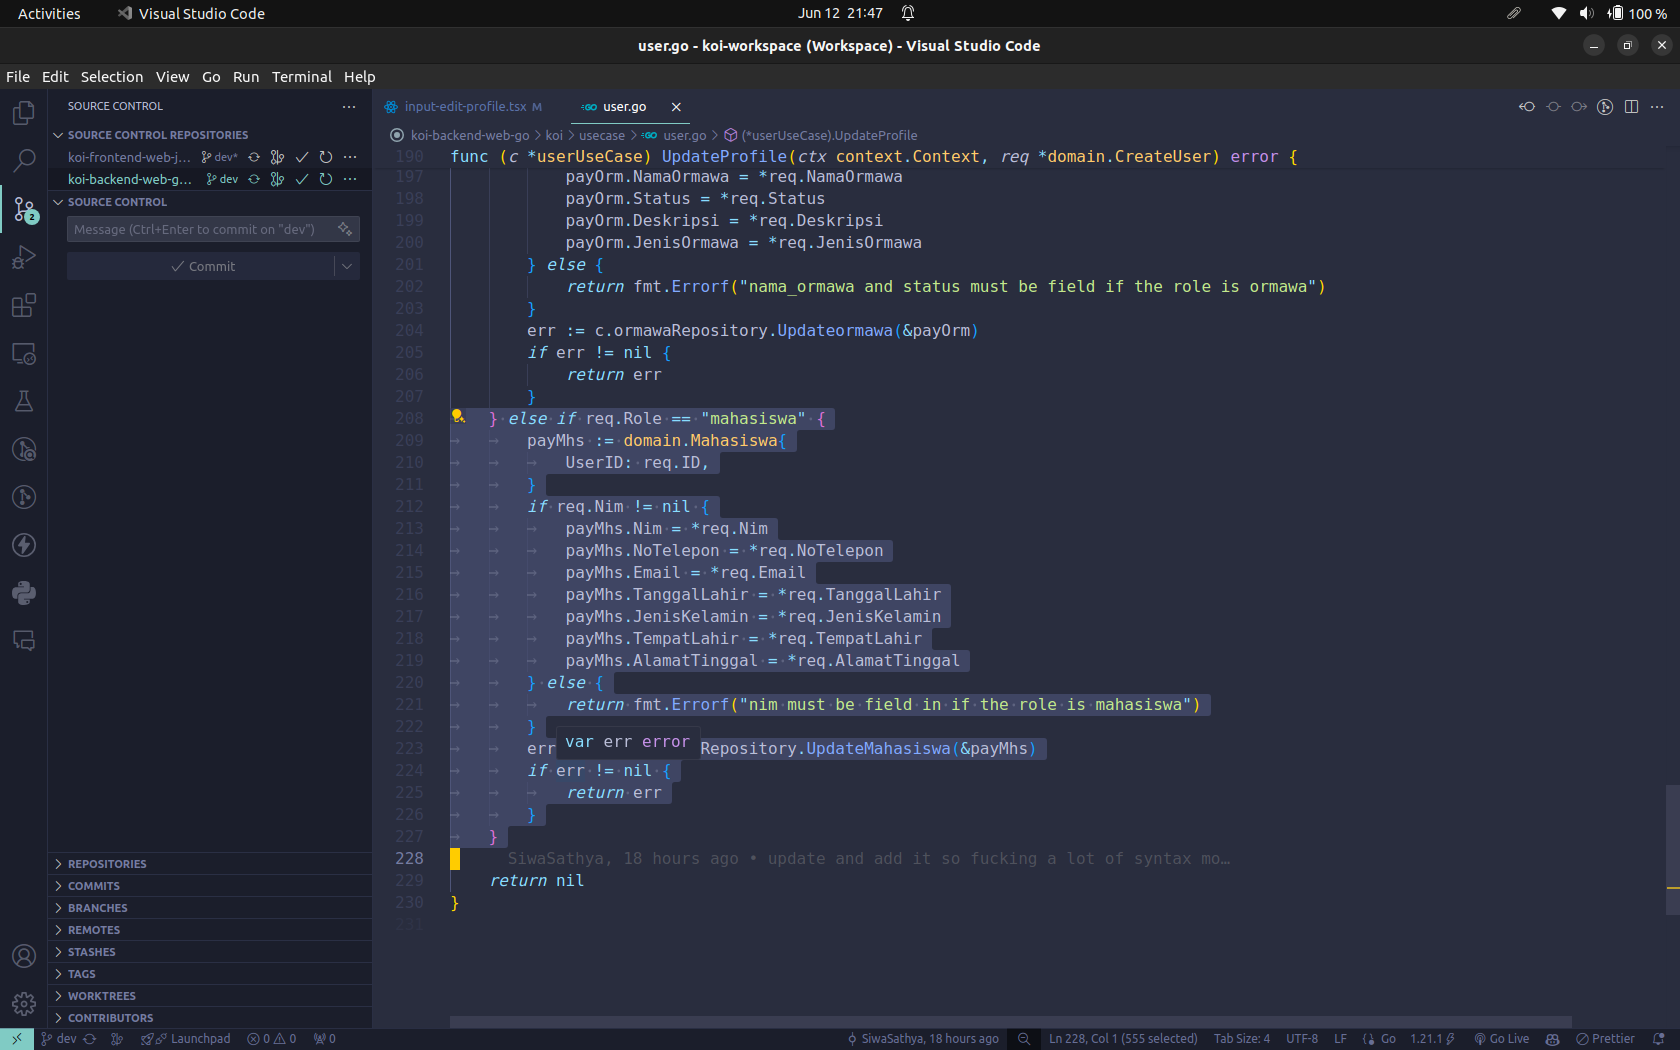 Activities
Visual Studio Code
Jun 12 21:47
100 %
user.go - koi-workspace (Workspace) - Visual Studio Code
File Edit Selection View Go Run Terminal Help
SOURCE CONTROL
SOURCE CONTROL REPOSITORIES
koi-frontend-web-j... dev*
koi-backend-web-g... dev
SOURCE CONTROL
2
Message (Ctrl+Enter to commit on "dev")
Commit
REPOSITORIES
COMMITS
BRANCHES
REMOTES
STASHES
TAGS
WORKTREES
CONTRIBUTORS
input-edit-profile.tsx M
user.go
koi-backend-web-go > koi > usecase > user.go > (*userUseCase).UpdateProfile
190 func (c *userUseCase) UpdateProfile(ctx context.Context, req *domain.CreateUser) error {
197 payOrm.NamaOrmawa = *req.NamaOrmawa
198 payOrm.Status = *req.Status
199 payOrm.Deskripsi = *req.Deskripsi
200 payOrm.JenisOrmawa = *req.JenisOrmawa
201 } else {
202 return fmt.Errorf("nama_ormawa and status must be field if the role is ormawa")
203 }
204 err := c.ormawaRepository.Updateormawa(&payOrm)
205 if err != nil {
206 return err
207 }
208 } else if req.Role == "mahasiswa" {
209 payMhs := domain.Mahasiswa{
210 UserID: req.ID,
211 }
212 if req.Nim != nil {
213 payMhs.Nim = *req.Nim
214 payMhs.NoTelepon = *req.NoTelepon
215 payMhs.Email = *req.Email
216 payMhs.TanggalLahir = *req.TanggalLahir
217 payMhs.JenisKelamin = *req.JenisKelamin
218 payMhs.TempatLahir = *req.TempatLahir
219 payMhs.AlamatTinggal = *req.AlamatTinggal
220 } else {
221 return fmt.Errorf("nim must be field in if the role is mahasiswa")
222 }
var err error
223 err Repository.UpdateMahasiswa(&payMhs)
224 if err != nil {
225 return err
226 }
227 }
228 SiwaSathya, 18 hours ago • update and add it so fucking a lot of syntax mo…
229 return nil
230 }
231
dev Launchpad 0 0 0 SiwaSathya, 18 hours ago Ln 228, Col 1 (555 selected) Tab Size: 4 UTF-8 LF Go 1.21.1 Go Live Prettier